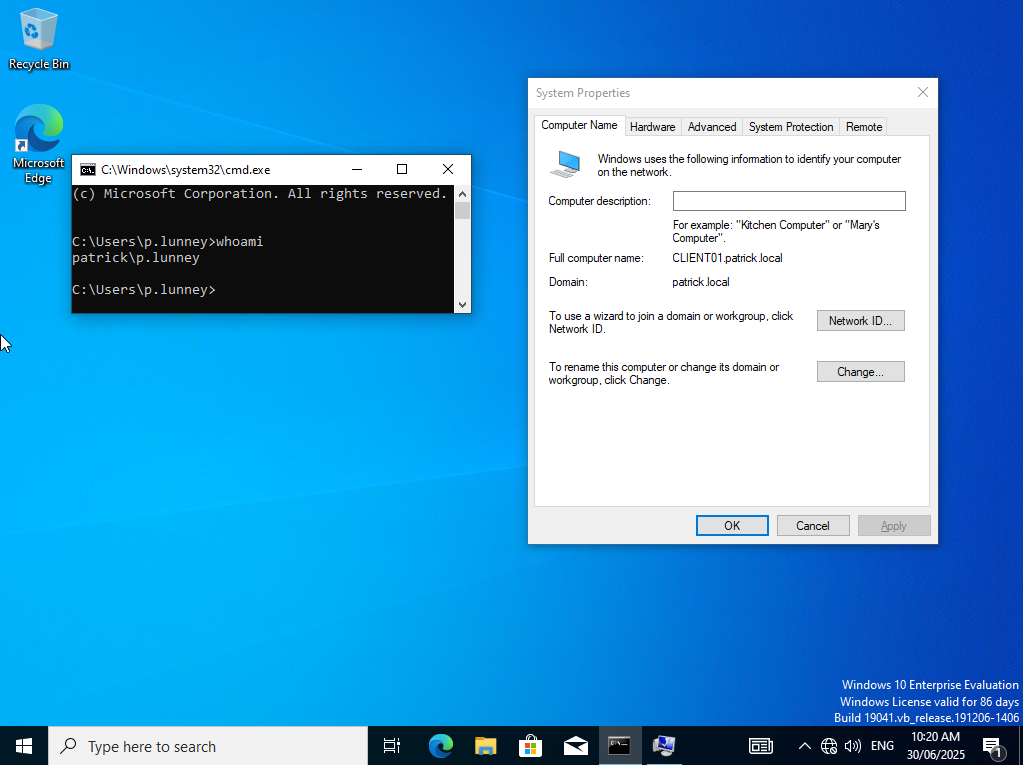 Recycle Bin
Microsoft
Edge
C:\Windows\system32\cmd.exe
(c) Microsoft Corporation. All rights reserved.
C:\Users\p.lunney>whoami
patrick\p.lunney
C:\Users\p.lunney>
System Properties
Computer Name
Hardware
Advanced
System Protection
Remote
Windows uses the following information to identify your computer
on the network.
Computer description:
For example: "Kitchen Computer" or "Mary's
Computer".
Full computer name:
CLIENT01.patrick.local
Domain:
patrick.local
To use a wizard to join a domain or workgroup, click
Network ID.
Network ID...
To rename this computer or change its domain or
workgroup, click Change.
Change...
OK
Cancel
Apply
Windows 10 Enterprise Evaluation
Windows License valid for 86 days
Build 19041.vb_release.191206-1406
Type here to search
ENG
10:20 AM
30/06/2025
1